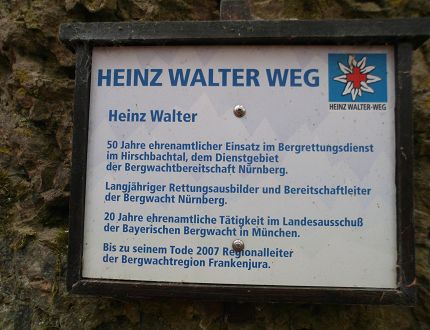 HEINZ WALTER WEG
HEINZ WALTER-WEG
Heinz Walter
50 Jahre ehrenamtlicher Einsatz im Bergrettungsdienst
im Hirschbachtal, dem Dienstgebiet
der Bergwachtbereitschaft Nürnberg.
Langjähriger Rettungsausbilder und Bereitschaftleiter
der Bergwacht Nürnberg.
20 Jahre ehrenamtliche Tätigkeit im Landesausschuß
der Bayerischen Bergwacht in München.
Bis zu seinem Tode 2007 Regionalleiter
der Bergwachtregion Frankenjura.